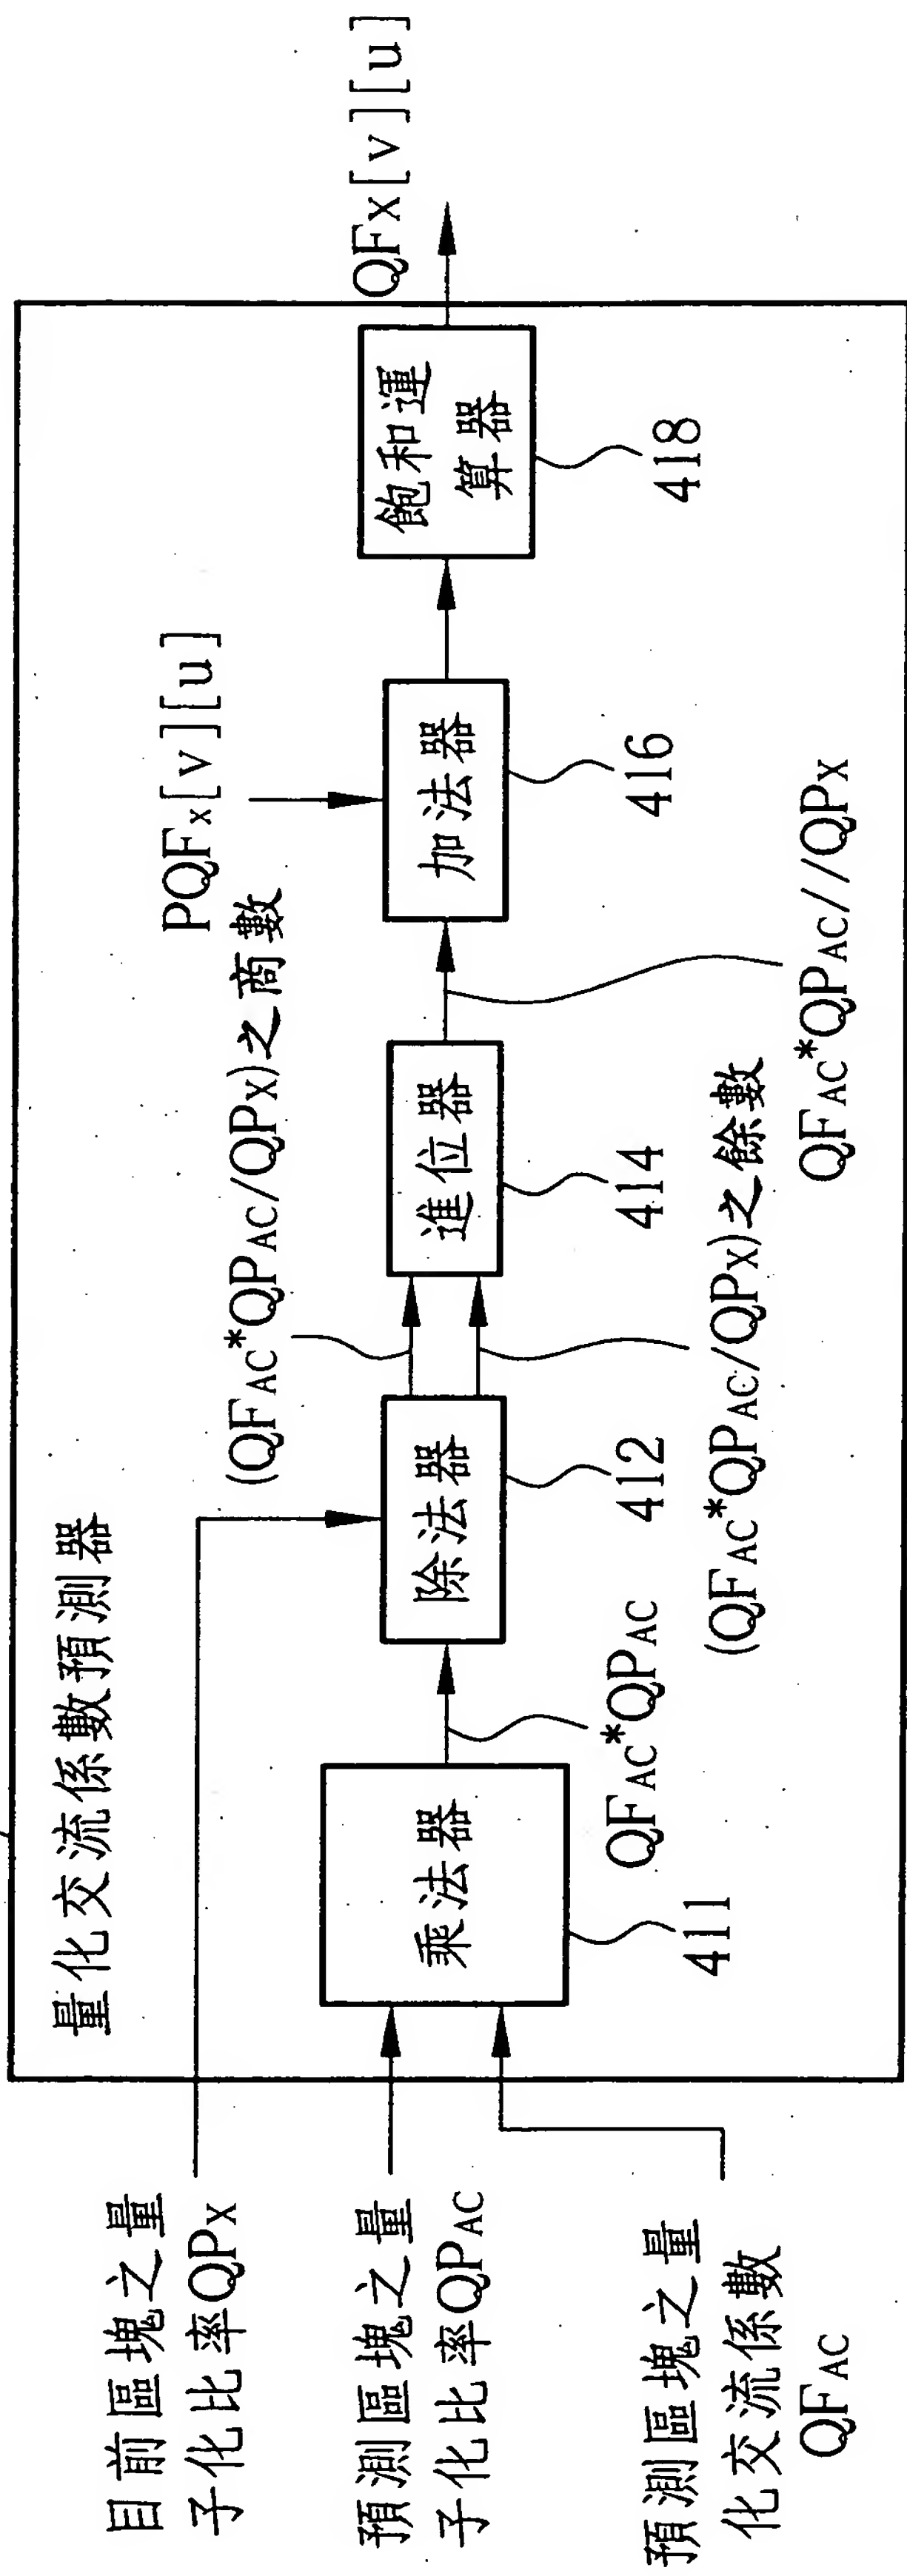 量化交流係數預測器
目前區塊之量
子化比率QPX
預測區塊之量
子化比率QPAC
預測區塊之量
化交流係數
QFAC
乘法器
411
QFAC*QPAC
除法器
412
(QFAC*QPAC/QPX)之商數
(QFAC*QPAC/QPX)之餘數
進位器
414
QFAC*QPAC//QPX
PQFX[v][u]
加法器
416
飽和運
算器
418
QFX[v][u]